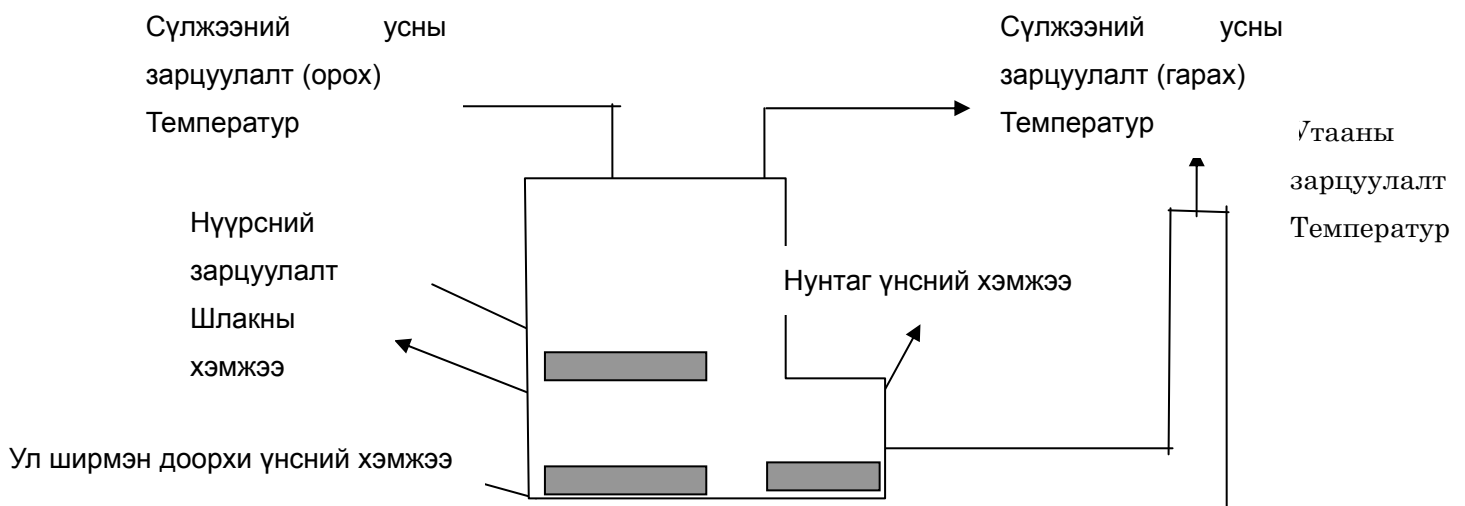 Сүлжээний усны
зарцуулалт (орох)
Температур
Сүлжээний усны
зарцуулалт (гарах)
Температур
Утааны
зарцуулалт
Температур
Нүүрсний
зарцуулалт
Шлакны
хэмжээ
Нунтаг үнсний хэмжээ
Ул ширмэн доорхи үнсний хэмжээ